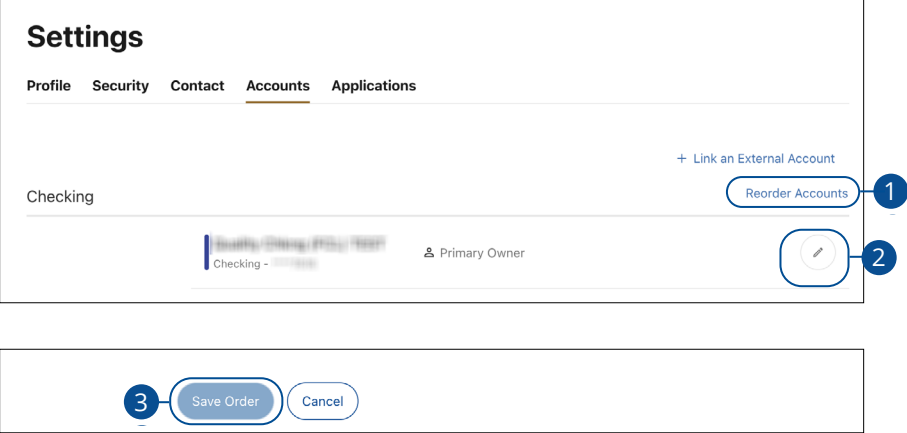 Settings
Profile Security Contact Accounts Applications
+ Link an External Account
Checking
Reorder Accounts
1
Primary Owner
Checking -
2
3
Save Order
Cancel